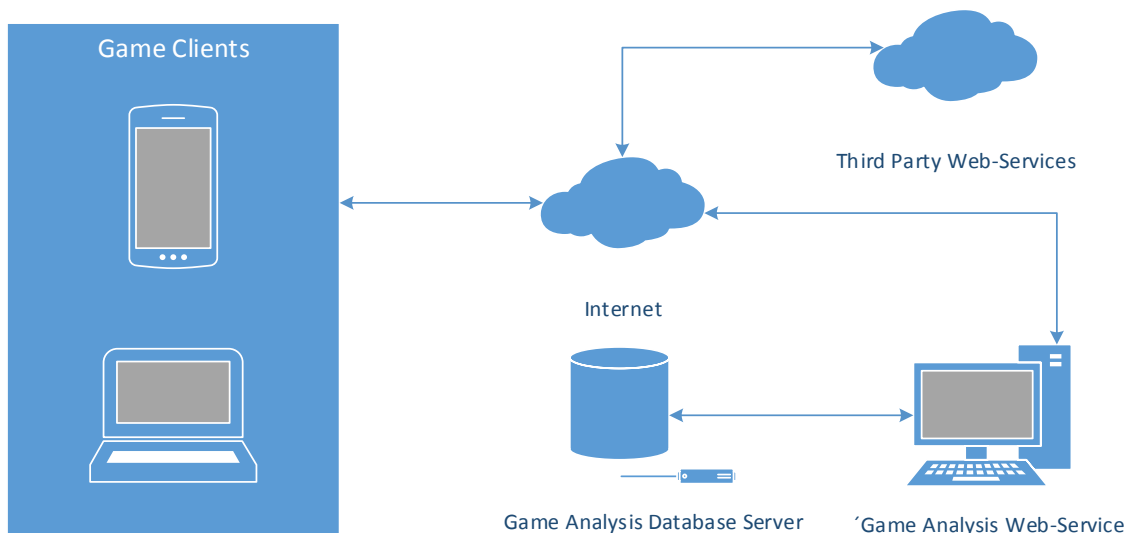 Game Clients
Third Party Web-Services
Internet
Game Analysis Database Server
´Game Analysis Web-Service